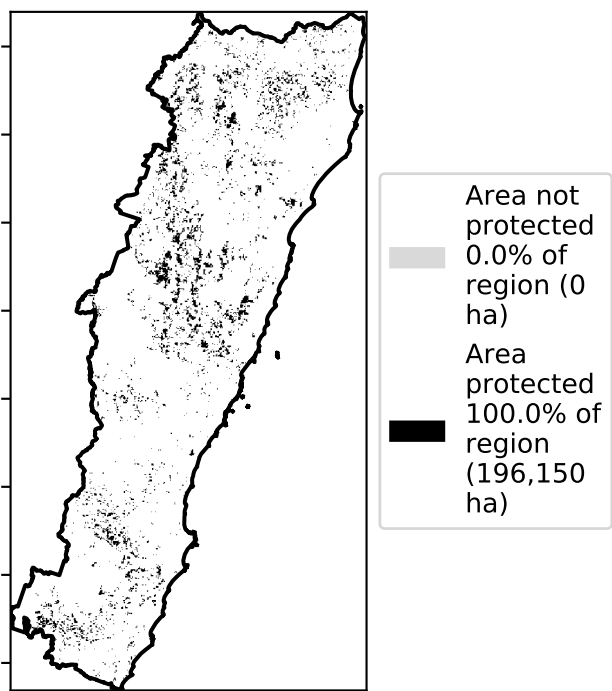 Area not
protected
0.0% of
region (0
ha)
Area
protected
100.0% of
region
(196,150
ha)